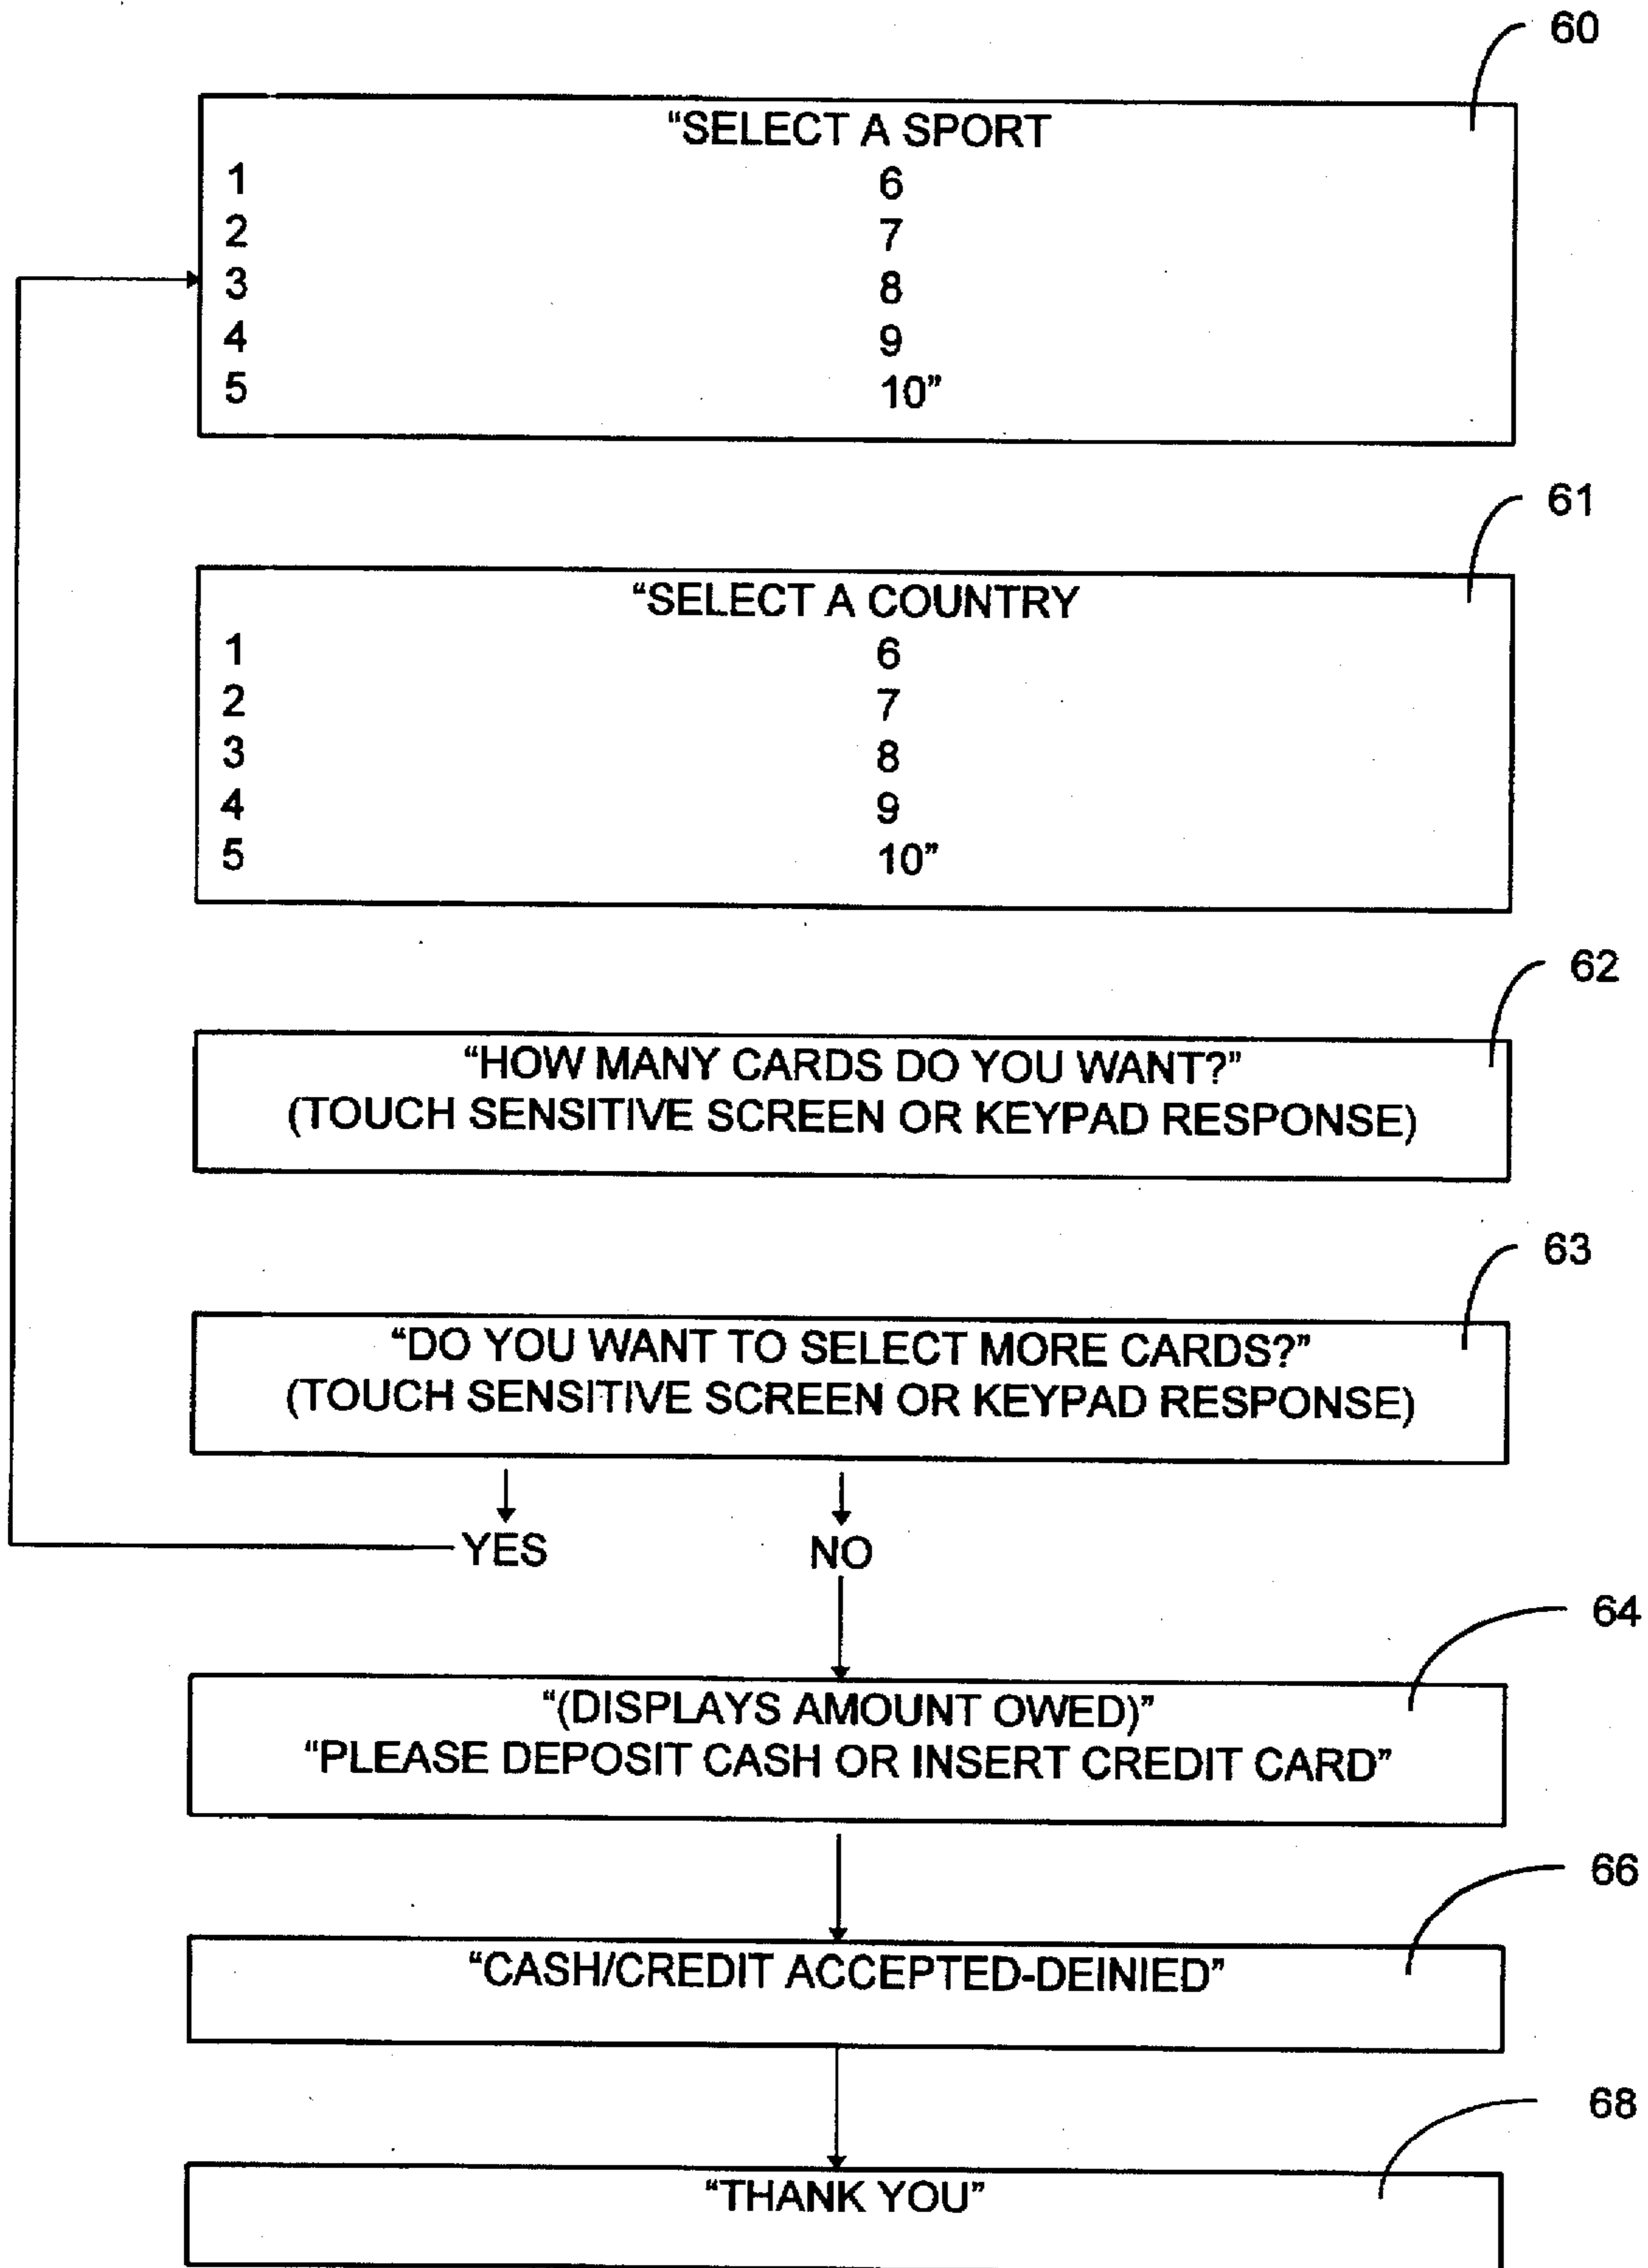 60
"SELECT A SPORT
1 6
2 7
3 8
4 9
5 10"
61
"SELECT A COUNTRY
1 6
2 7
3 8
4 9
5 10"
62
"HOW MANY CARDS DO YOU WANT?"
(TOUCH SENSITIVE SCREEN OR KEYPAD RESPONSE)
63
"DO YOU WANT TO SELECT MORE CARDS?"
(TOUCH SENSITIVE SCREEN OR KEYPAD RESPONSE)
YES NO
64
"(DISPLAYS AMOUNT OWED)"
"PLEASE DEPOSIT CASH OR INSERT CREDIT CARD"
66
"CASH/CREDIT ACCEPTED-DEINIED"
68
"THANK YOU"